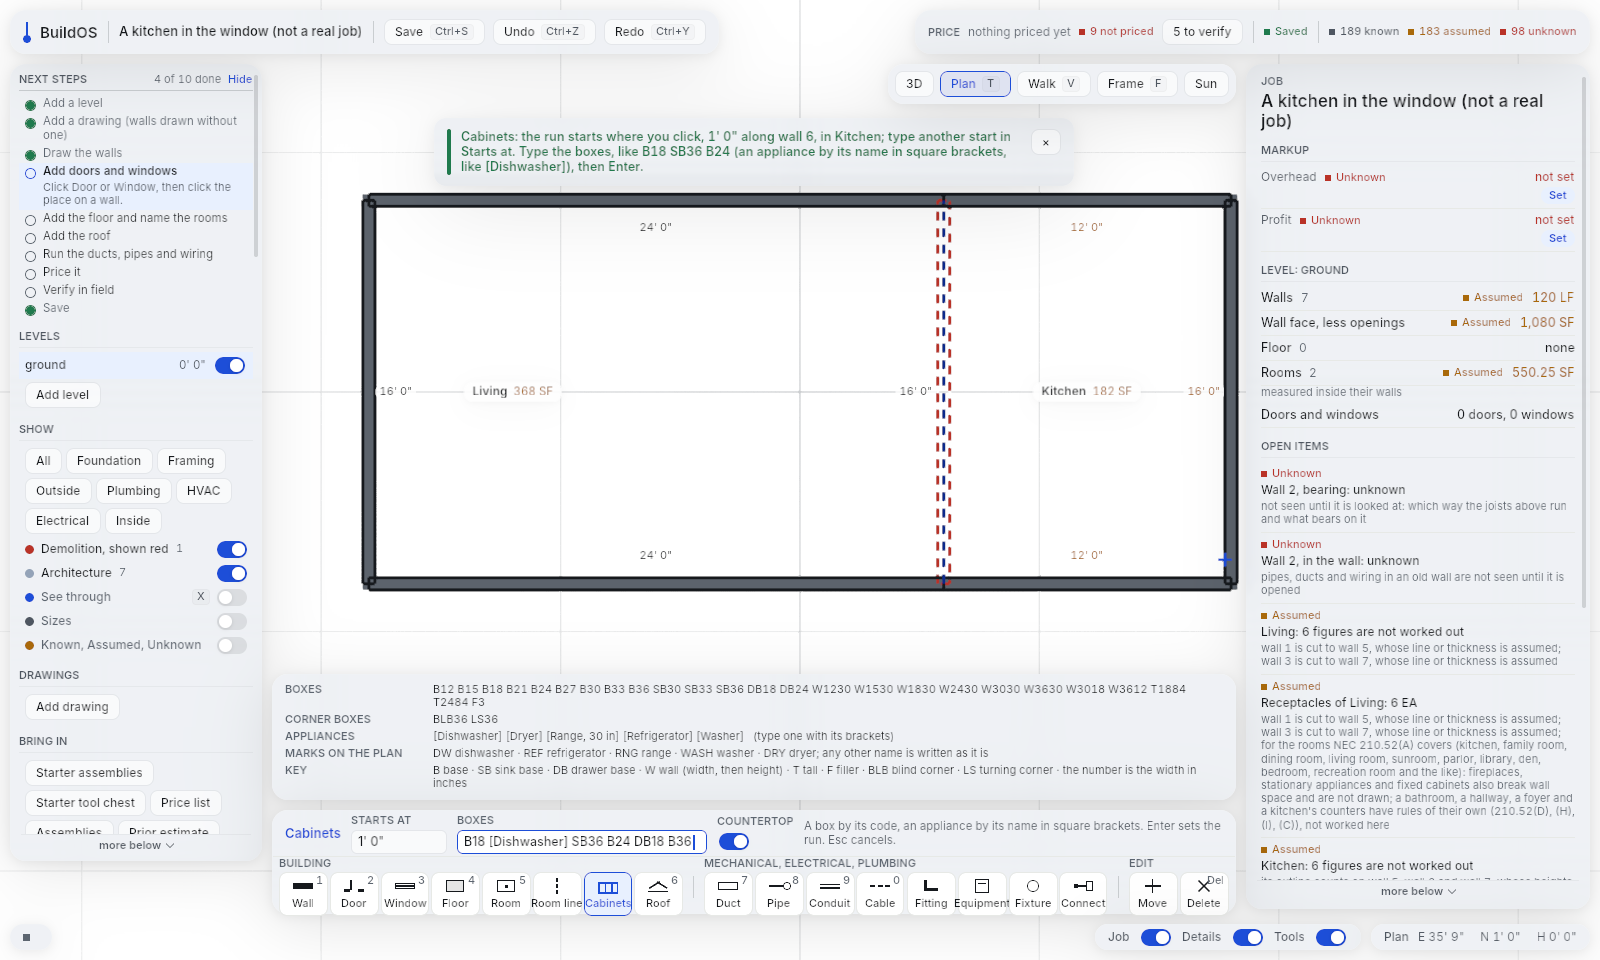 BuildOS
A kitchen in the window (not a real job)
Save Ctrl+S
Undo Ctrl+Z
Redo Ctrl+Y
PRICE nothing priced yet 9 not priced 5 to verify Saved 189 known 183 assumed 98 unknown
NEXT STEPS 4 of 10 done Hide
Add a level
Add a drawing (walls drawn without
one)
Draw the walls
Add doors and windows
Click Door or Window, then click the
place on a wall.
Add the floor and name the rooms
Add the roof
Run the ducts, pipes and wiring
Price it
Verify in field
Save
LEVELS
ground 0' 0"
Add level
SHOW
All Foundation Framing
Outside Plumbing HVAC
Electrical Inside
Demolition, shown red 1
Architecture 7
See through X
Sizes
Known, Assumed, Unknown
DRAWINGS
Add drawing
BRING IN
Starter assemblies
Starter tool chest Price list
Assemblies Prior estimate
more below
3D Plan T Walk V Frame F Sun
Cabinets: the run starts where you click, 1' 0" along wall 6, in Kitchen; type another start in
Starts at. Type the boxes, like B18 SB36 B24 (an appliance by its name in square brackets,
like [Dishwasher]), then Enter.
×
24' 0" 12' 0"
16' 0" Living 368 SF 16' 0" Kitchen 182 SF 16' 0"
24' 0" 12' 0"
BOXES B12 B15 B18 B21 B24 B27 B30 B33 B36 SB30 SB33 SB36 DB18 DB24 W1230 W1530 W1830 W2430 W3030 W3630 W3018 W3612 T1884
T2484 F3
CORNER BOXES BLB36 LS36
APPLIANCES [Dishwasher] [Dryer] [Range, 30 in] [Refrigerator] [Washer] (type one with its brackets)
MARKS ON THE PLAN DW dishwasher · REF refrigerator · RNG range · WASH washer · DRY dryer; any other name is written as it is
KEY B base · SB sink base · DB drawer base · W wall (width, then height) · T tall · F filler · BLB blind corner · LS turning corner · the number is the width in
inches
Cabinets
STARTS AT
1' 0"
BOXES
B18 [Dishwasher] SB36 B24 DB18 B36
COUNTERTOP
A box by its code, an appliance by its name in square brackets. Enter sets the
run. Esc cancels.
BUILDING MECHANICAL, ELECTRICAL, PLUMBING EDIT
1 2 3 4 5 6 7 8 9 0 Del
Wall Door Window Floor Room Room line Cabinets Roof Duct Pipe Conduit Cable Fitting Equipment Fixture Connect Move Delete
JOB
A kitchen in the window (not a real
job)
MARKUP
Overhead Unknown not set
Set
Profit Unknown not set
Set
LEVEL: GROUND
Walls 7 Assumed 120 LF
Wall face, less openings Assumed 1,080 SF
Floor 0 none
Rooms 2 Assumed 550.25 SF
measured inside their walls
Doors and windows 0 doors, 0 windows
OPEN ITEMS
Unknown
Wall 2, bearing: unknown
not seen until it is looked at: which way the joists above run
and what bears on it
Unknown
Wall 2, in the wall: unknown
pipes, ducts and wiring in an old wall are not seen until it is
opened
Assumed
Living: 6 figures are not worked out
wall 1 is cut to wall 5, whose line or thickness is assumed;
wall 3 is cut to wall 7, whose line or thickness is assumed
Assumed
Receptacles of Living: 6 EA
wall 1 is cut to wall 5, whose line or thickness is assumed;
wall 3 is cut to wall 7, whose line or thickness is assumed;
for the rooms NEC 210.52(A) covers (kitchen, family room,
dining room, living room, sunroom, parlor, library, den,
bedroom, recreation room and the like): fireplaces,
stationary appliances and fixed cabinets also break wall
space and are not drawn; a bathroom, a hallway, a foyer and
a kitchen's counters have rules of their own (210.52(D), (H),
(I), (C)), not worked here
Assumed
Kitchen: 6 figures are not worked out
more below
Job Details Tools
Plan E 35' 9" N 1' 0" H 0' 0"